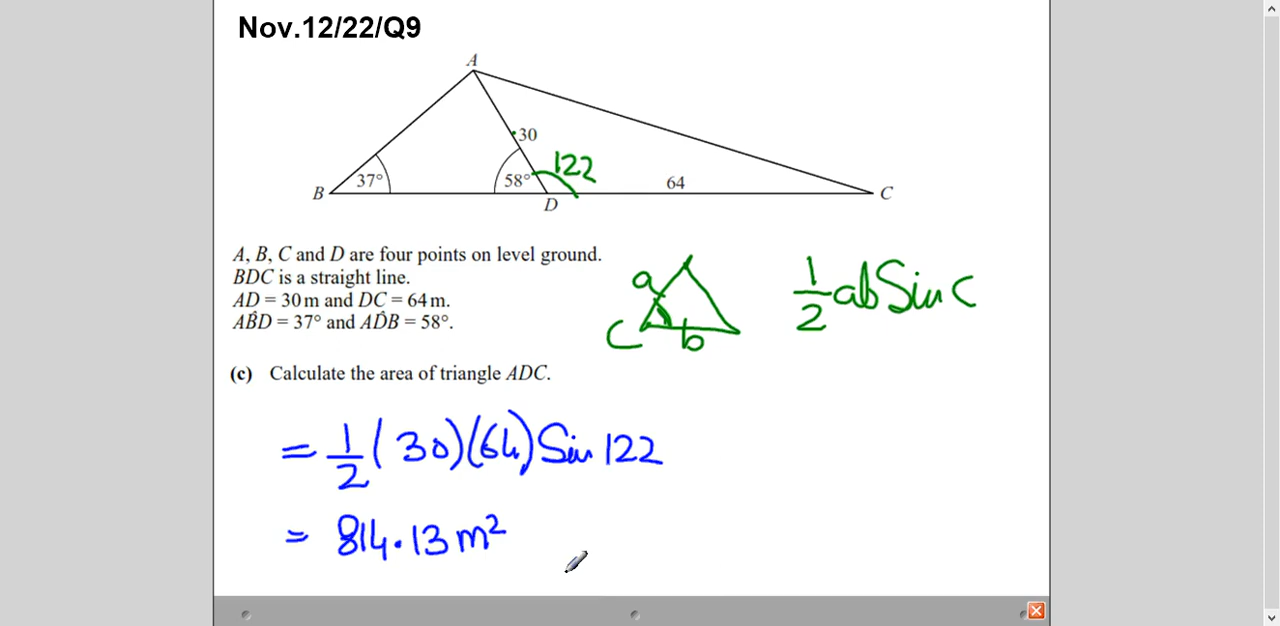 Nov.12/22/Q9
A
30
122
37°
58°
64
B
D
C
A, B, C and D are four points on level ground.
BDC is a straight line.
AD = 30 m and DC = 64 m.
AB̂D = 37° and AD̂B = 58°.
a
C
b
1/2 ab Sin C
(c) Calculate the area of triangle ADC.
= 1/2 (30)(64) Sin 122
= 814.13 m²